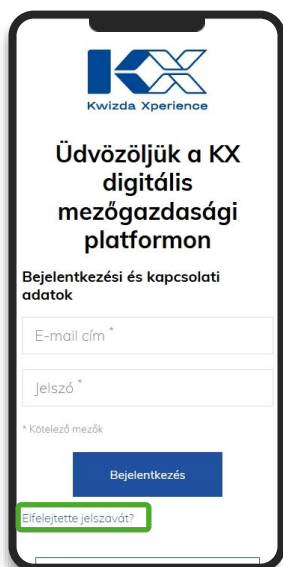 KX
Kwizda Xperience
Üdvözöljük a KX
digitális
mezőgazdasági
platformon
Bejelentkezési és kapcsolati
adatok
E-mail cím *
Jelszó *
* Kötelező mezők
Bejelentkezés
Elfelejtette jelszavát?